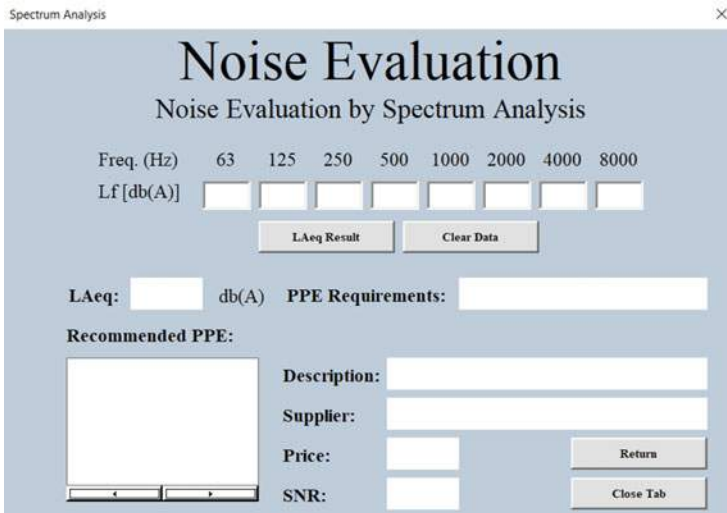 Spectrum Analysis
Noise Evaluation
Noise Evaluation by Spectrum Analysis
Freq. (Hz) 63 125 250 500 1000 2000 4000 8000
Lf [db(A)]
LAeq Result Clear Data
LAeq: db(A) PPE Requirements:
Recommended PPE:
Description:
Supplier:
Price: Return
SNR: Close Tab